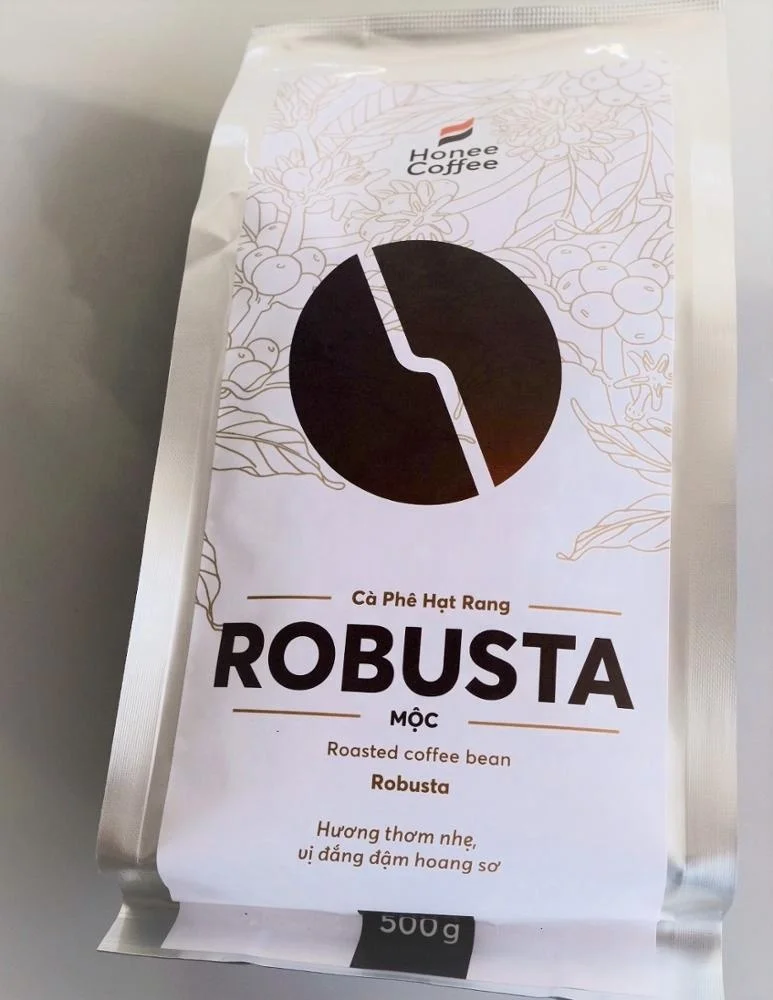 Honee
Coffee
Cà Phê Hạt Rang
ROBUSTA
MỘC
Roasted coffee bean
Robusta
Hương thơm nhẹ,
vị đắng đậm hoang sơ
500g